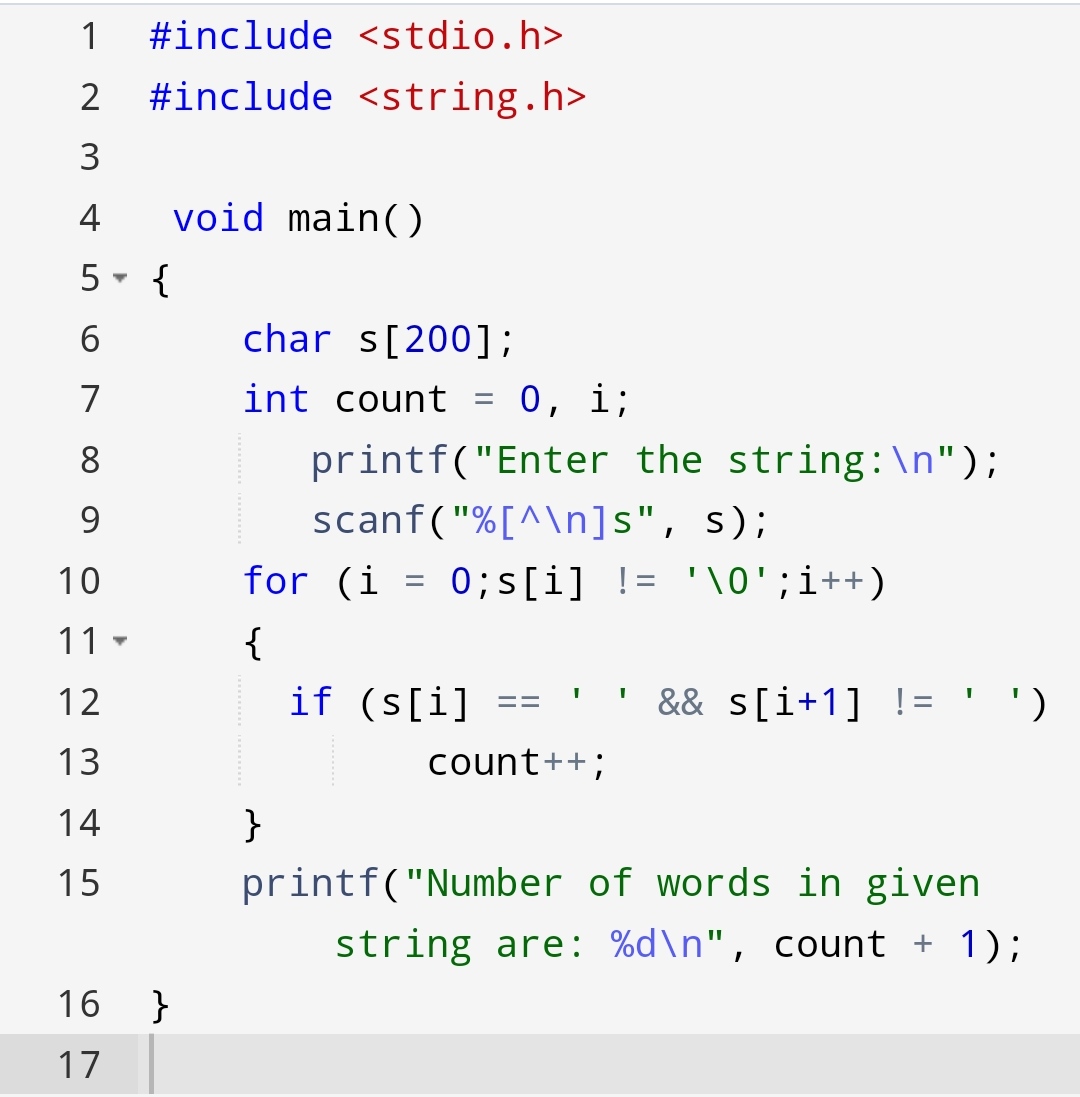 1 #include <stdio.h>
2 #include <string.h>
3
4 void main()
5 {
6 char s[200];
7 int count = 0, i;
8 printf("Enter the string:\n");
9 scanf("%[^\n]s", s);
10 for (i = 0;s[i] != '\0';i++)
11 {
12 if (s[i] == ' ' && s[i+1] != ' ')
13 count++;
14 }
15 printf("Number of words in given
string are: %d\n", count + 1);
16 }
17